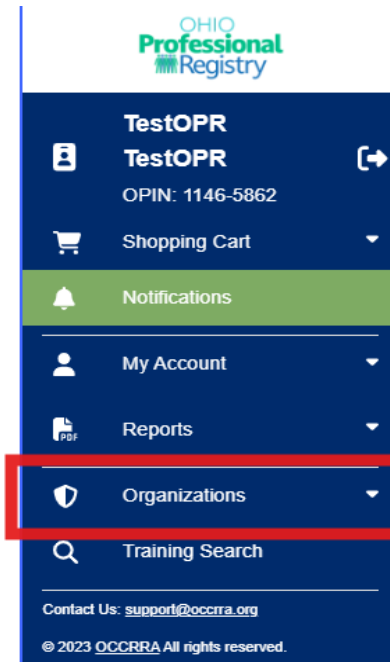 OHIO
Professional
Registry
TestOPR
TestOPR
OPIN: 1146-5862
Shopping Cart
Notifications
My Account
PDF
Reports
Organizations
Training Search
Contact Us: support@occrra.org
© 2023 OCCRRA All rights reserved.